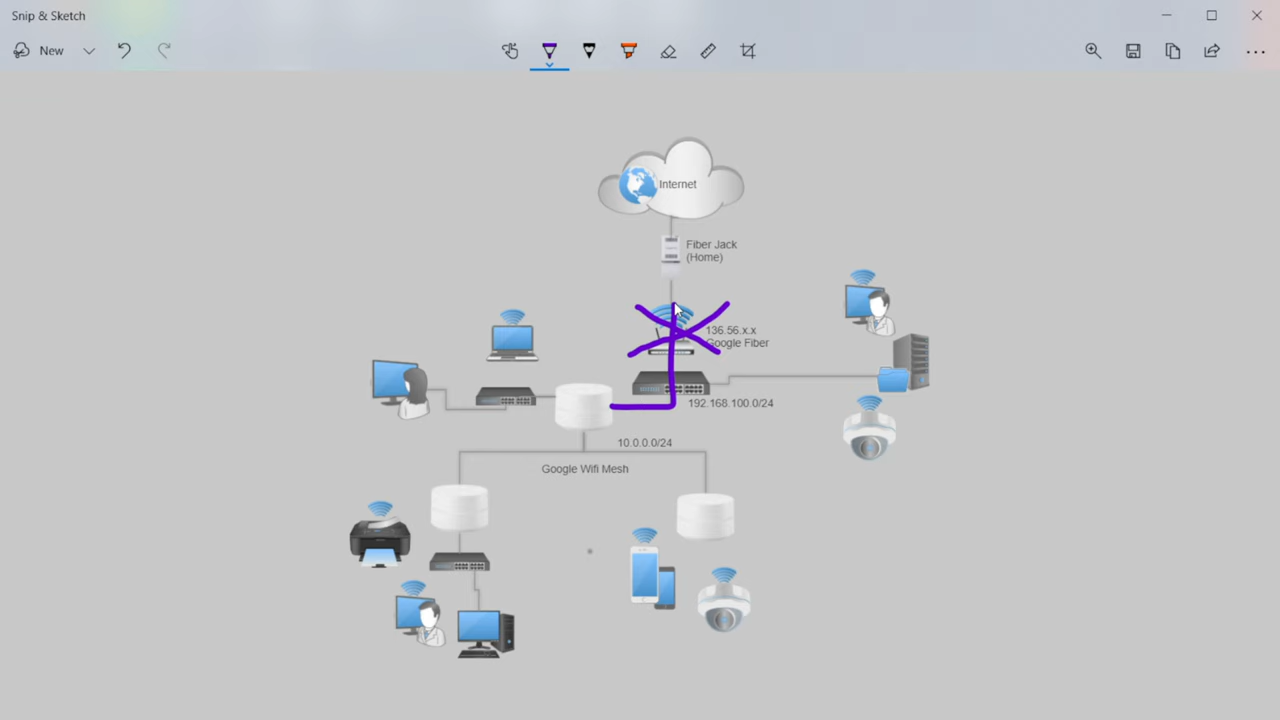 Snip & Sketch
New
Internet
Fiber Jack
(Home)
136.56.x.x
Google Fiber
192.168.100.0/24
10.0.0.0/24
Google Wifi Mesh